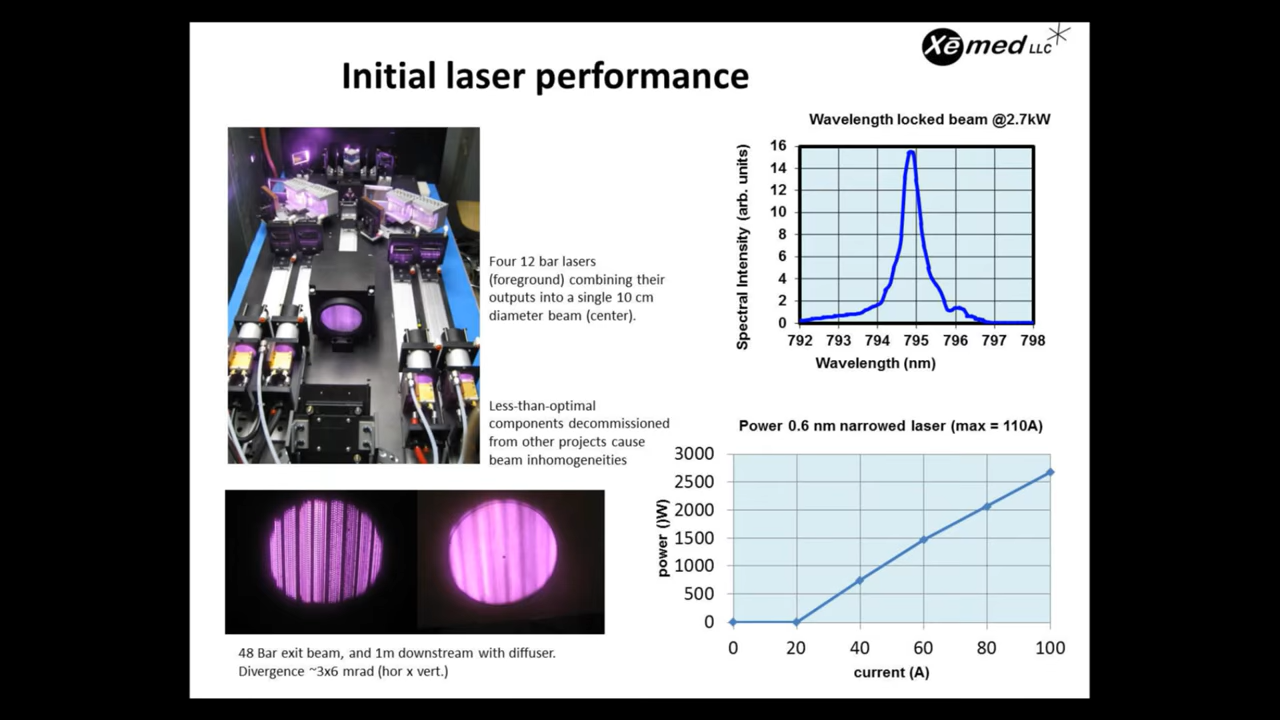 Xēmed LLC
Initial laser performance
Four 12 bar lasers
(foreground) combining their
outputs into a single 10 cm
diameter beam (center).
Less-than-optimal
components decommissioned
from other projects cause
beam inhomogeneities
48 Bar exit beam, and 1m downstream with diffuser.
Divergence ~3x6 mrad (hor x vert.)
Wavelength locked beam @2.7kW
Spectral Intensity (arb. units)
16
14
12
10
8
6
4
2
0
792 793 794 795 796 797 798
Wavelength (nm)
Power 0.6 nm narrowed laser (max = 110A)
power ()W)
3000
2500
2000
1500
1000
500
0
0 20 40 60 80 100
current (A)